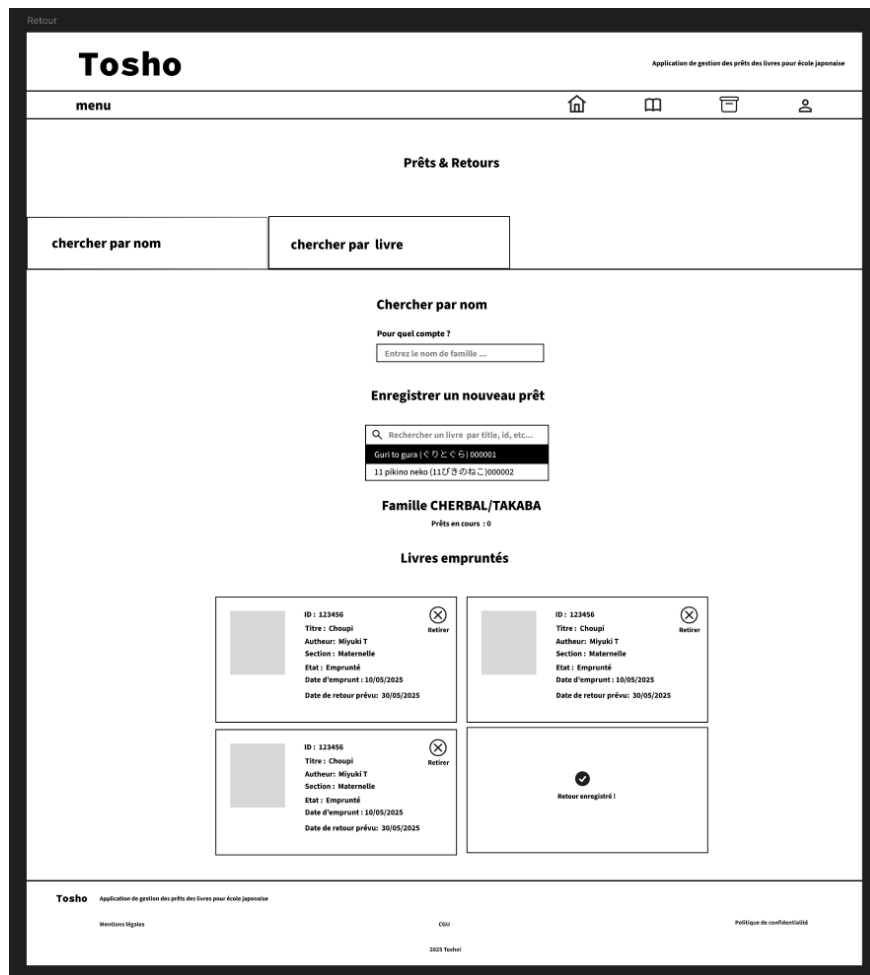 Retour
Tosho
Application de gestion des prêts des livres pour école japonaise
menu
Prêts & Retours
chercher par nom
chercher par livre
Chercher par nom
Pour quel compte ?
Entrez le nom de famille ...
Enregistrer un nouveau prêt
Rechercher un livre par title, id, etc...
Guri to gura (ぐりとぐら) 000001
11 pikino neko (11ぴきのねこ)000002
Famille CHERBAL/TAKABA
Prêts en cours : 0
Livres empruntés
ID : 123456
Titre : Choupi
Autheur: Miyuki T
Section : Maternelle
Etat : Emprunté
Date d'emprunt : 10/05/2025
Date de retour prévu: 30/05/2025
Retirer
ID : 123456
Titre : Choupi
Autheur: Miyuki T
Section : Maternelle
Etat : Emprunté
Date d'emprunt : 10/05/2025
Date de retour prévu: 30/05/2025
Retirer
ID : 123456
Titre : Choupi
Autheur: Miyuki T
Section : Maternelle
Etat : Emprunté
Date d'emprunt : 10/05/2025
Date de retour prévu: 30/05/2025
Retirer
Retour enregistré !
Tosho
Application de gestion des prêts des livres pour école japonaise
Mentions légales
CGU
Politique de confidentialité
2025 Tosho!